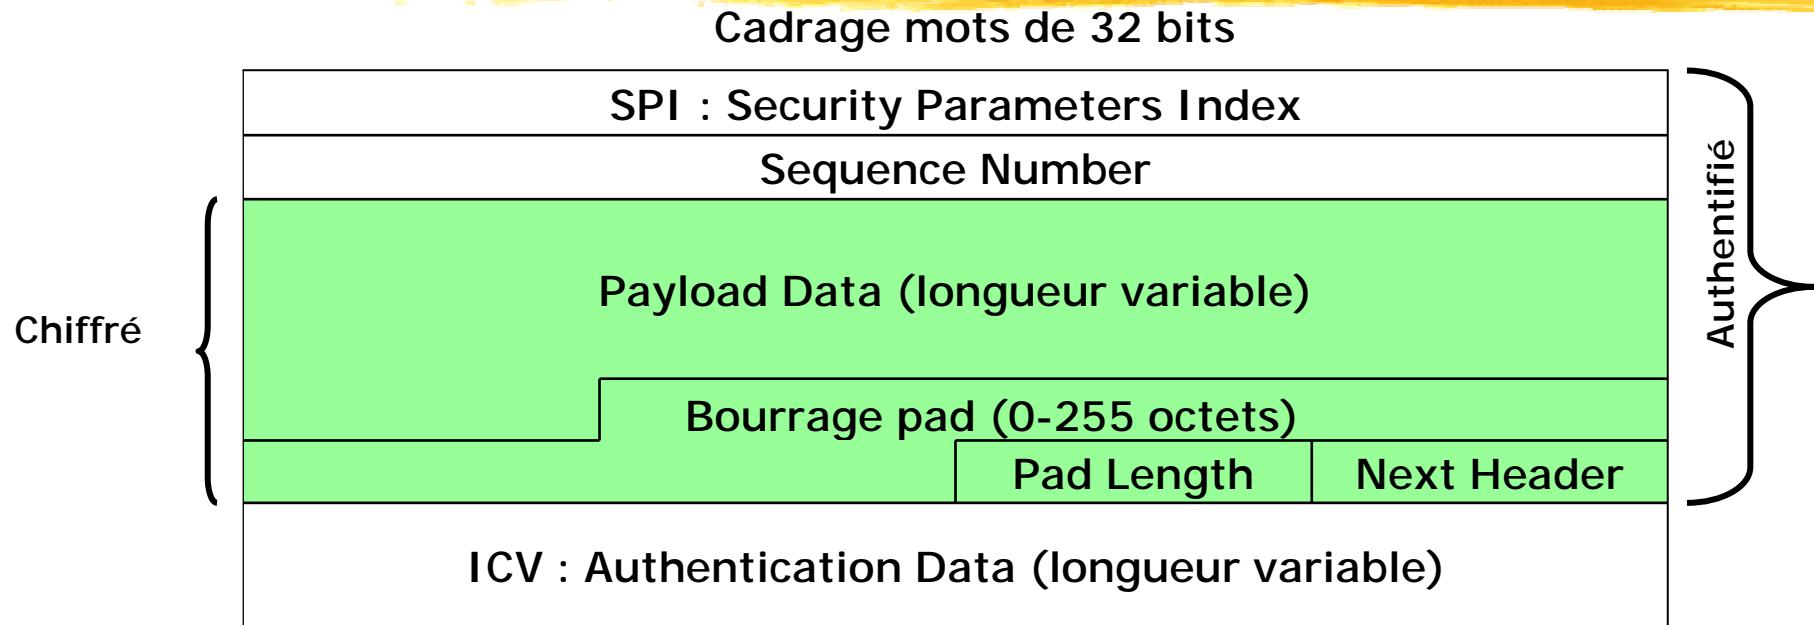 Cadrage mots de 32 bits
SPI : Security Parameters Index
Sequence Number
Authentifié
Payload Data (longueur variable)
Chiffré
Bourrage pad (0-255 octets)
Pad Length Next Header
ICV : Authentication Data (longueur variable)